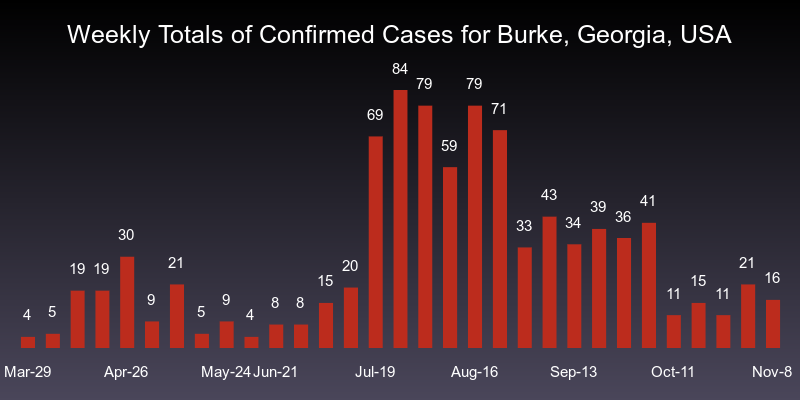 Weekly Totals of Confirmed Cases for Burke, Georgia, USA
4 5 19 19 30 9 21 5 9 4 8 8 15 20 69 84 79 59 79 71 33 43 34 39 36 41 11 15 11 21 16
Mar-29 Apr-26 May-24 Jun-21 Jul-19 Aug-16 Sep-13 Oct-11 Nov-8